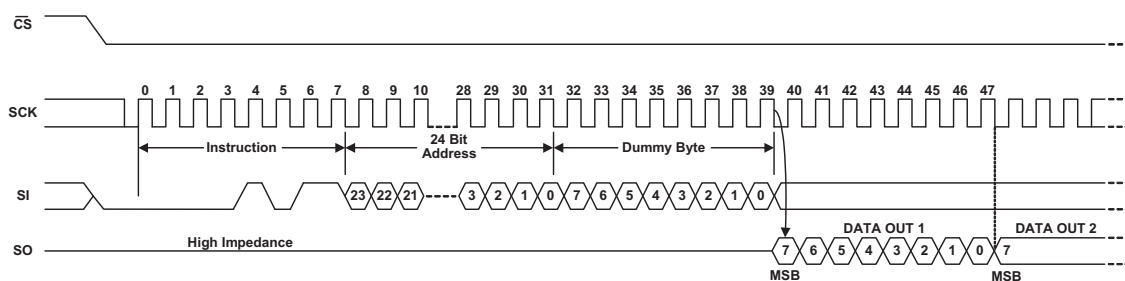 CS
0 1 2 3 4 5 6 7 8 9 10 28 29 30 31 32 33 34 35 36 37 38 39 40 41 42 43 44 45 46 47
SCK
Instruction
24 Bit
Address
Dummy Byte
SI
23 22 21 3 2 1 0 7 6 5 4 3 2 1 0
High Impedance
DATA OUT 1
DATA OUT 2
SO
7 6 5 4 3 2 1 0 7
MSB MSB